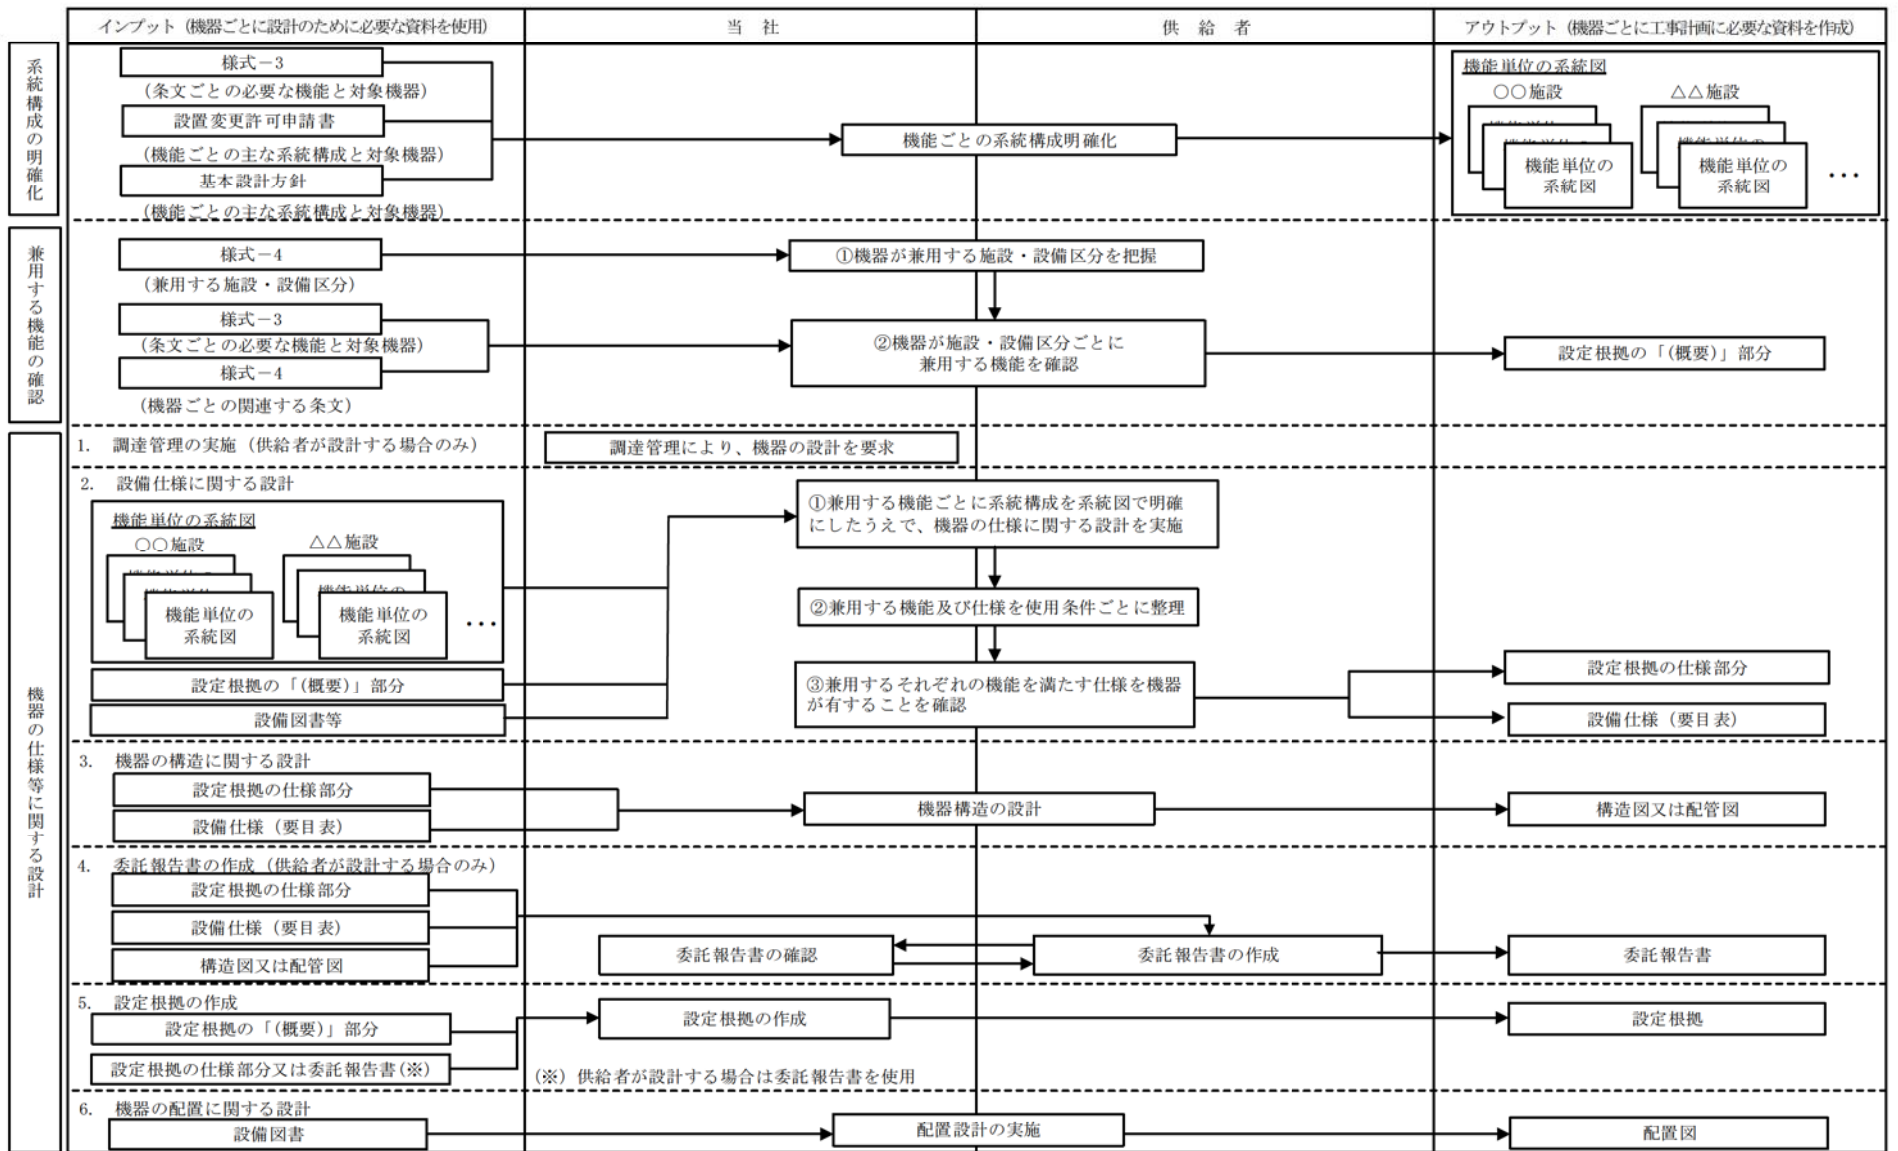 インプット（機器ごとに設計のために必要な資料を使用）
当　社
供　給　者
アウトプット（機器ごとに工事計画に必要な資料を作成）
系統構成の明確化
様式－3
（条文ごとの必要な機能と対象機器）
設置変更許可申請書
（機能ごとの主な系統構成と対象機器）
基本設計方針
（機能ごとの主な系統構成と対象機器）
機能ごとの系統構成明確化
機能単位の系統図
〇〇施設
△△施設
機能単位の
系統図
機能単位の
系統図
・・・
兼用する機能の確認
様式－4
（兼用する施設・設備区分）
様式－3
（条文ごとの必要な機能と対象機器）
様式－4
（機器ごとの関連する条文）
①機器が兼用する施設・設備区分を把握
②機器が施設・設備区分ごとに
兼用する機能を確認
設定根拠の「（概要）」部分
機器の仕様等に関する設計
1.　調達管理の実施（供給者が設計する場合のみ）
調達管理により、機器の設計を要求
2.　設備仕様に関する設計
機能単位の系統図
〇〇施設
△△施設
機能単位の
系統図
機能単位の
系統図
・・・
設定根拠の「（概要）」部分
設備図書等
①兼用する機能ごとに系統構成を系統図で明確
にしたうえで、機器の仕様に関する設計を実施
②兼用する機能及び仕様を使用条件ごとに整理
③兼用するそれぞれの機能を満たす仕様を機器
が有することを確認
設定根拠の仕様部分
設備仕様（要目表）
3.　機器の構造に関する設計
設定根拠の仕様部分
設備仕様（要目表）
機器構造の設計
構造図又は配管図
4.　委託報告書の作成（供給者が設計する場合のみ）
設定根拠の仕様部分
設備仕様（要目表）
構造図又は配管図
委託報告書の確認
委託報告書の作成
委託報告書
5.　設定根拠の作成
設定根拠の「（概要）」部分
設定根拠の仕様部分又は委託報告書（※）
設定根拠の作成
設定根拠
（※）供給者が設計する場合は委託報告書を使用
6.　機器の配置に関する設計
設備図書
配置設計の実施
配置図